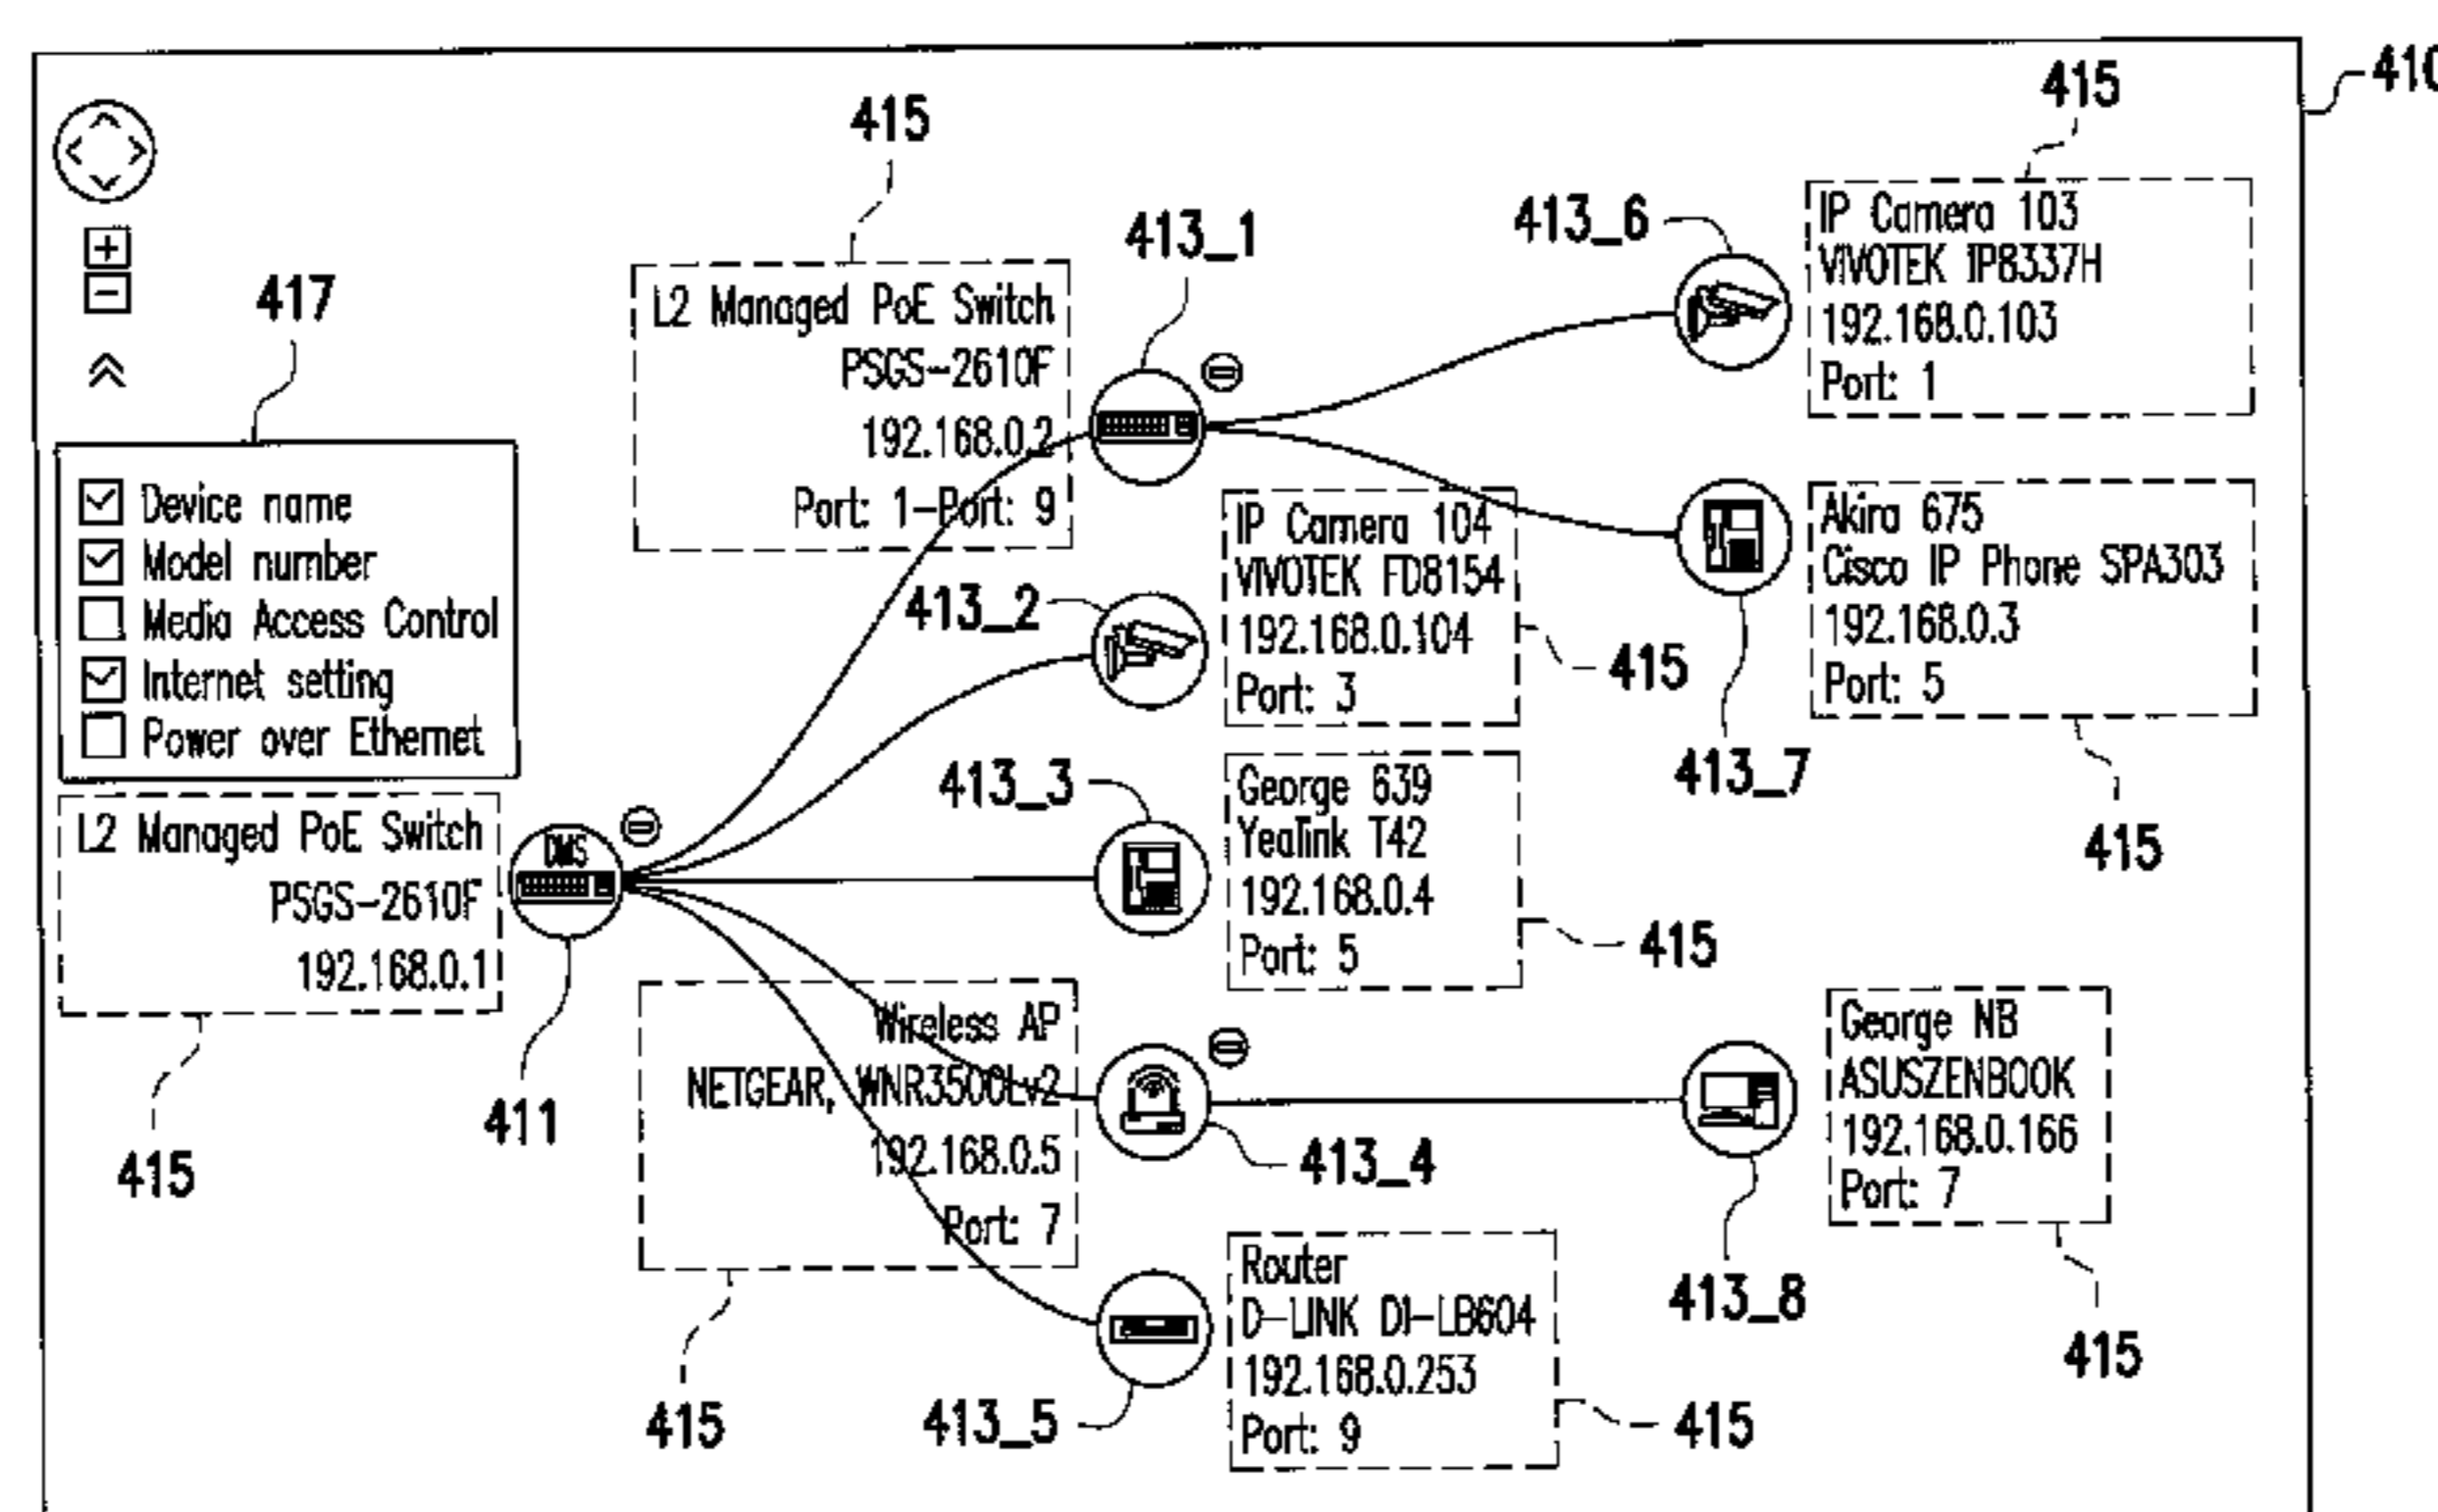 410
415
415
413_1
413_6
IP Camera 103
VIVOTEK IP8337H
192.168.0.103
Port: 1
417
L2 Managed PoE Switch
PSGS-2610F
192.168.0.2
Port: 1-Port: 9
Device name
Model number
Media Access Control
Internet setting
Power over Ethernet
IP Camera 104
VIVOTEK FD8154
192.168.0.104
Port: 3
413_2
415
Akira 675
Cisco IP Phone SPA303
192.168.0.3
Port: 5
413_7
415
L2 Managed PoE Switch
PSGS-2610F
192.168.0.1
415
DMS
411
413_3
George 639
Yealink T42
192.168.0.4
Port: 5
415
Wireless AP
NETGEAR, WNR3500Lv2
192.168.0.5
Port: 7
415
413_4
George NB
ASUSZENBOOK
192.168.0.166
Port: 7
413_8
415
413_5
Router
D-LINK DI-LB604
192.168.0.253
Port: 9
415